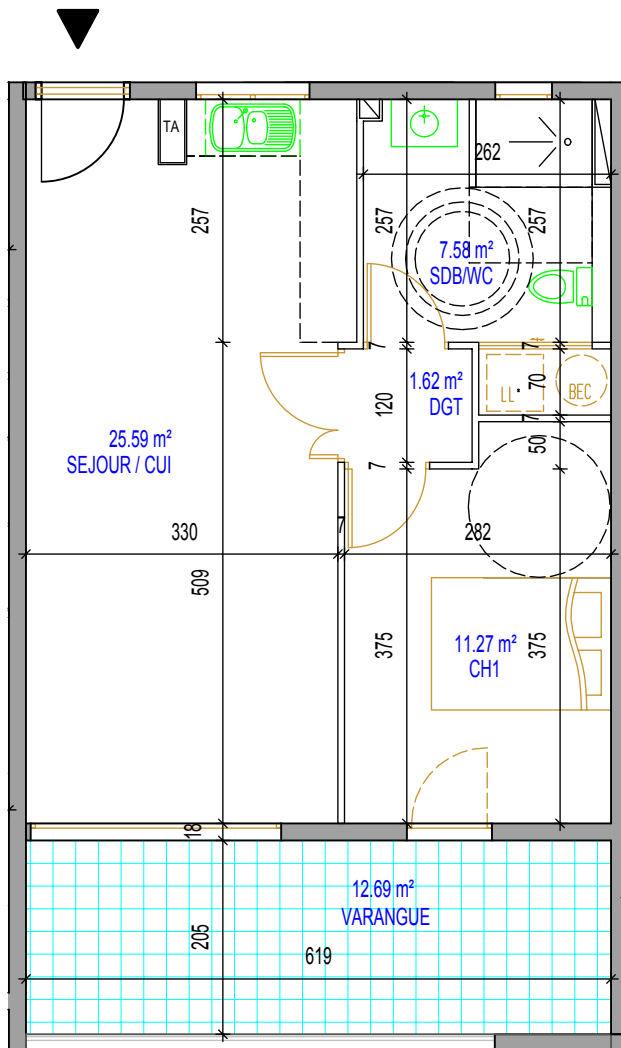 TA
262
257
257
257
7.58 m²
SDB/WC
7
7
1.62 m²
DGT
120
70
LL
BEC
7
50
25.59 m²
SEJOUR / CUI
7
330
7
282
509
375
11.27 m²
CH1
375
18
12.69 m²
VARANGUE
205
619